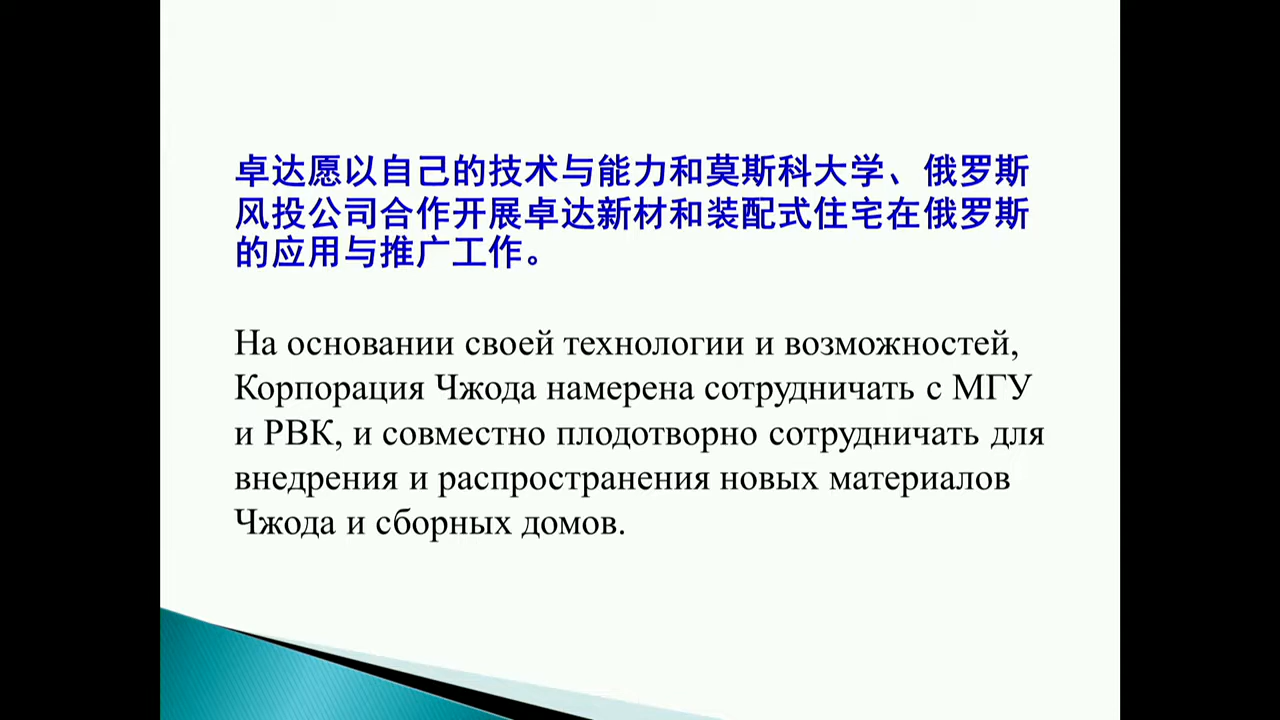 卓达愿以自己的技术与能力和莫斯科大学、俄罗斯
风投公司合作开展卓达新材和装配式住宅在俄罗斯
的应用与推广工作。
На основании своей технологии и возможностей,
Корпорация Чжода намерена сотрудничать с МГУ
и РВК, и совместно плодотворно сотрудничать для
внедрения и распространения новых материалов
Чжода и сборных домов.